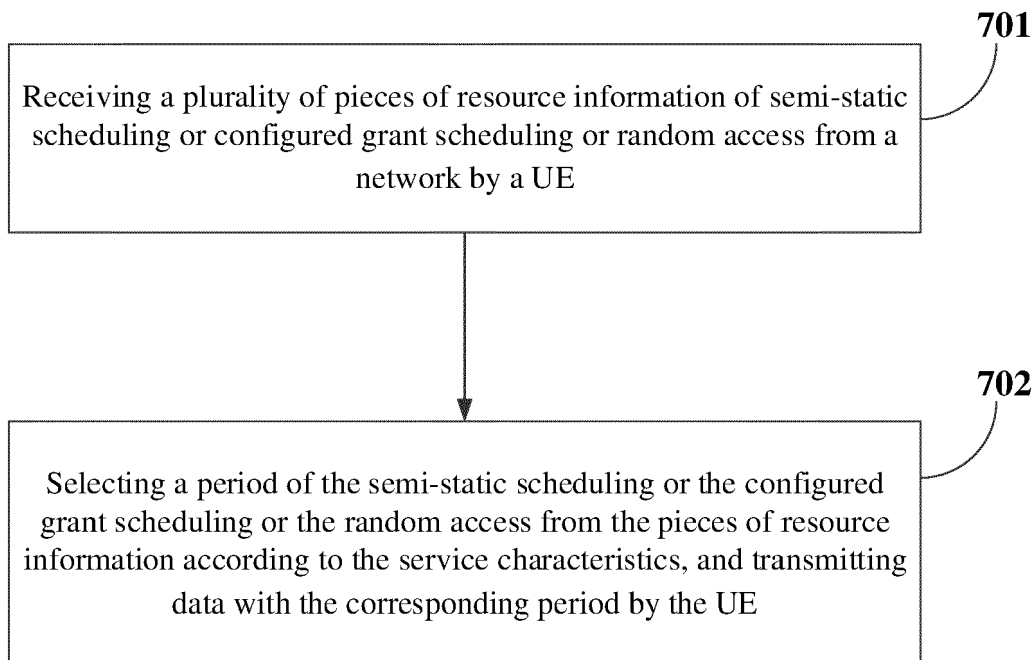 701
Receiving a plurality of pieces of resource information of semi-static
scheduling or configured grant scheduling or random access from a
network by a UE
702
Selecting a period of the semi-static scheduling or the configured
grant scheduling or the random access from the pieces of resource
information according to the service characteristics, and transmitting
data with the corresponding period by the UE